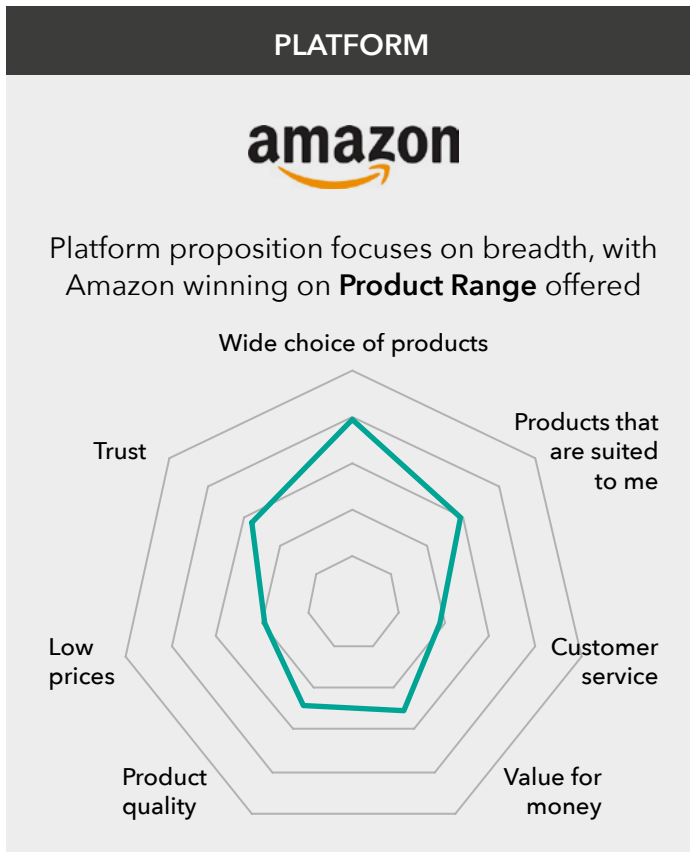 PLATFORM
amazon
Platform proposition focuses on breadth, with
Amazon winning on Product Range offered
Wide choice of products
Products that
are suited
to me
Trust
Low
prices
Customer
service
Product
quality
Value for
money